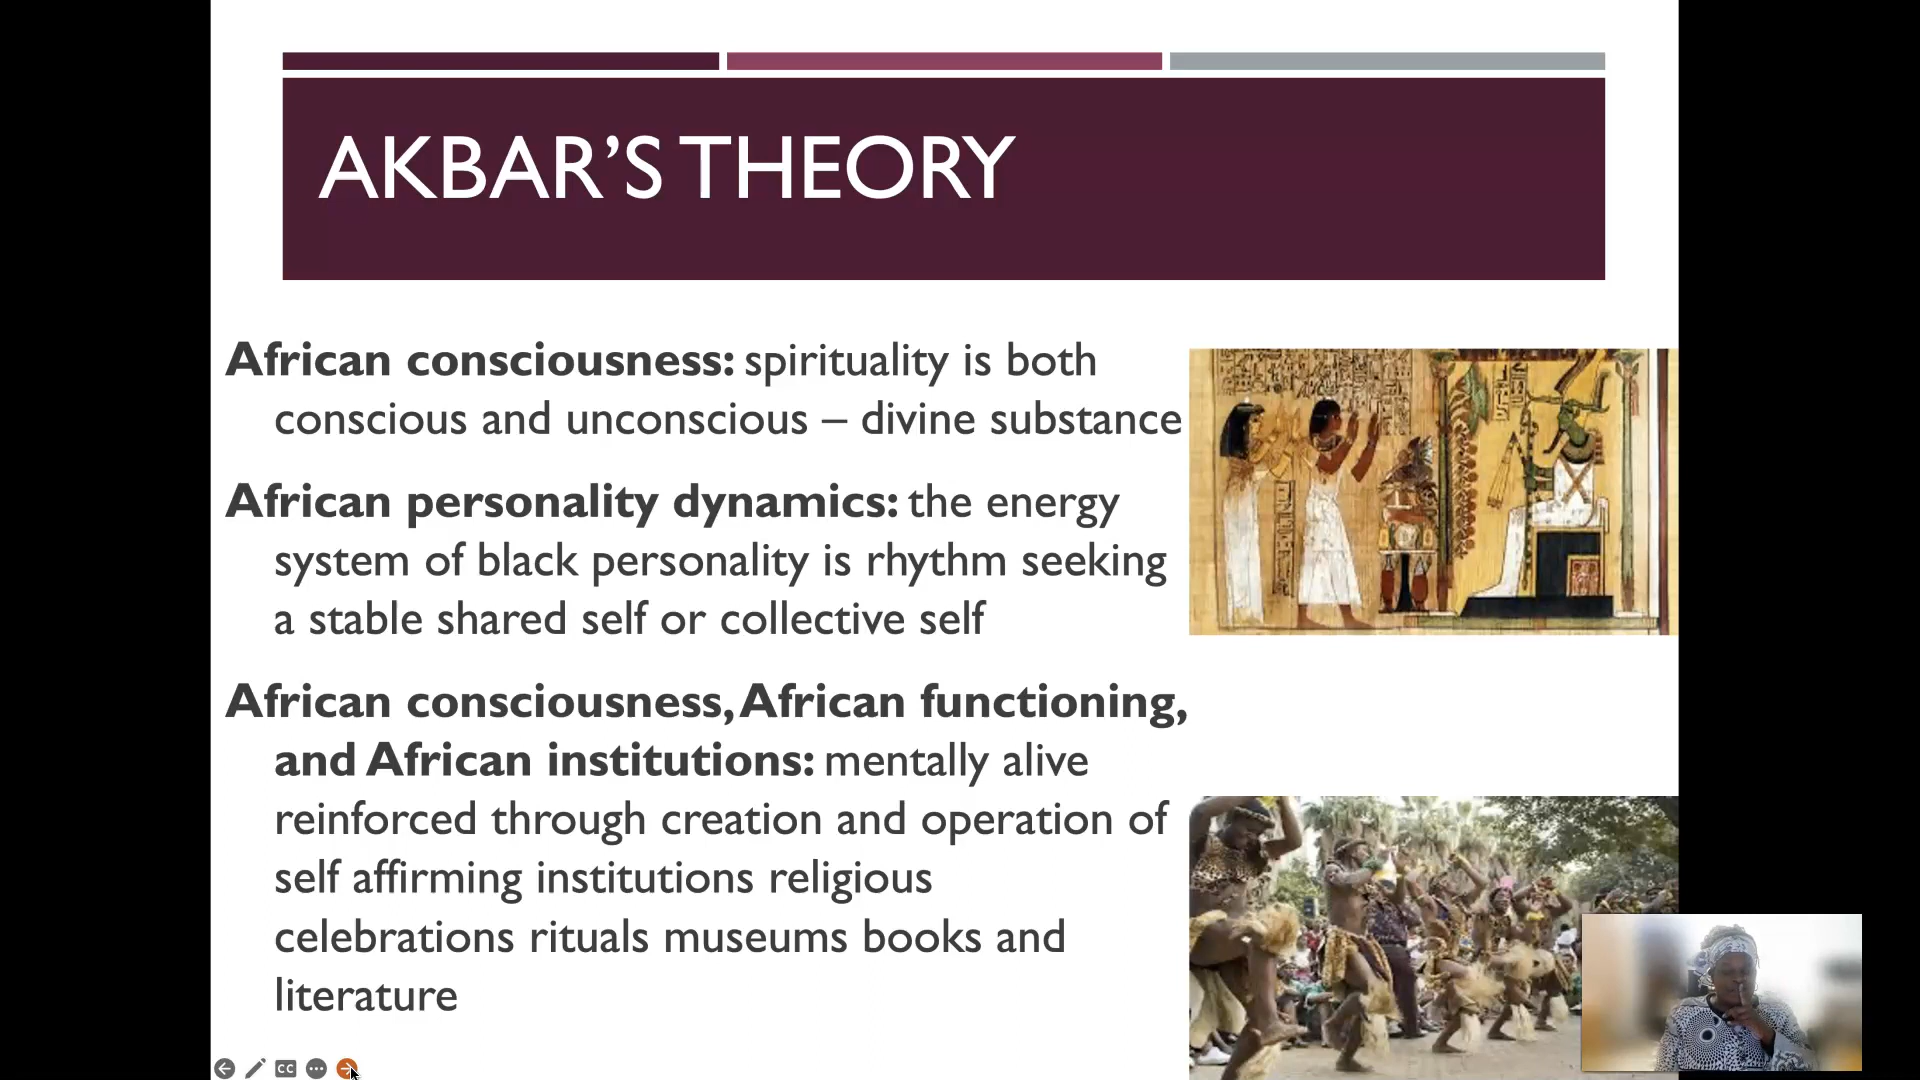 AKBAR’S THEORY
African consciousness: spirituality is both
conscious and unconscious – divine substance
African personality dynamics: the energy
system of black personality is rhythm seeking
a stable shared self or collective self
African consciousness, African functioning,
and African institutions: mentally alive
reinforced through creation and operation of
self affirming institutions religious
celebrations rituals museums books and
literature
CC